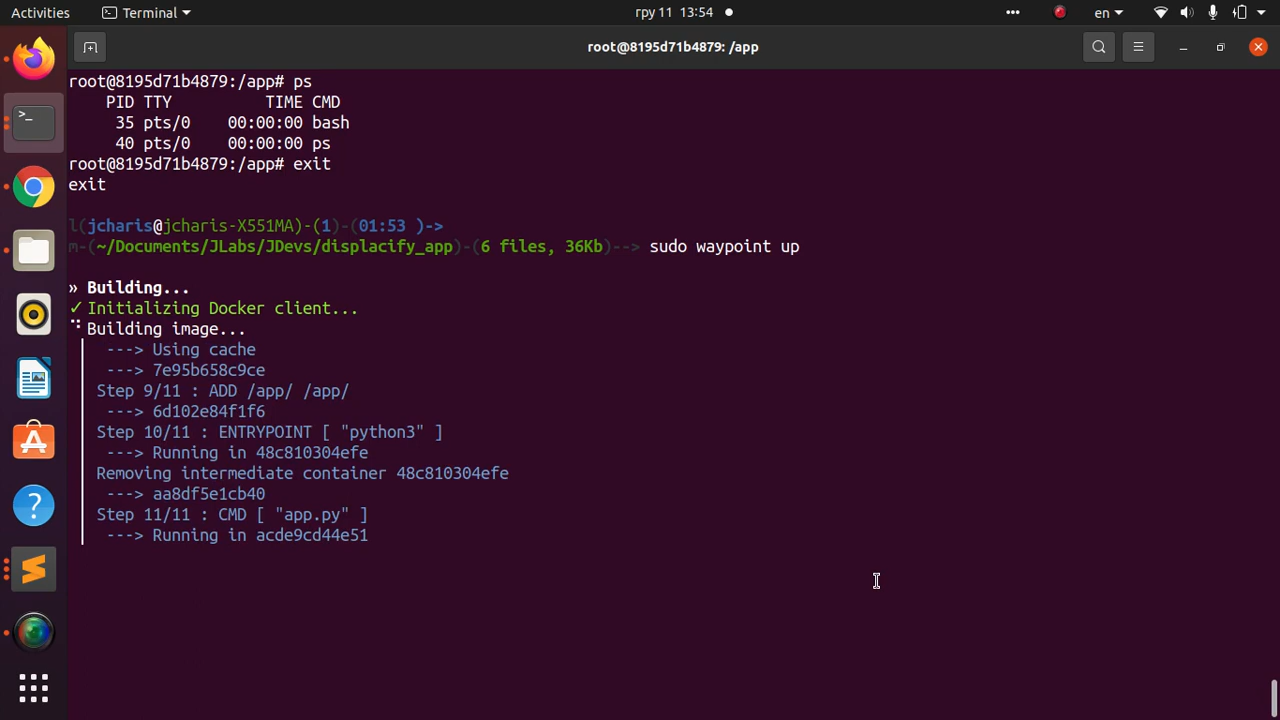 Activities Terminal гру 11 13:54 en
root@8195d71b4879: /app
root@8195d71b4879:/app# ps
PID TTY TIME CMD
35 pts/0 00:00:00 bash
40 pts/0 00:00:00 ps
root@8195d71b4879:/app# exit
exit
l(jcharis@jcharis-X551MA)-(1)-(01:53 )->
m-(~/Documents/JLabs/JDevs/displacify_app)-(6 files, 36Kb)--> sudo waypoint up
» Building...
✓ Initializing Docker client...
Building image...
---> Using cache
---> 7e95b658c9ce
Step 9/11 : ADD /app/ /app/
---> 6d102e84f1f6
Step 10/11 : ENTRYPOINT [ "python3" ]
---> Running in 48c810304efe
Removing intermediate container 48c810304efe
---> aa8df5e1cb40
Step 11/11 : CMD [ "app.py" ]
---> Running in acde9cd44e51